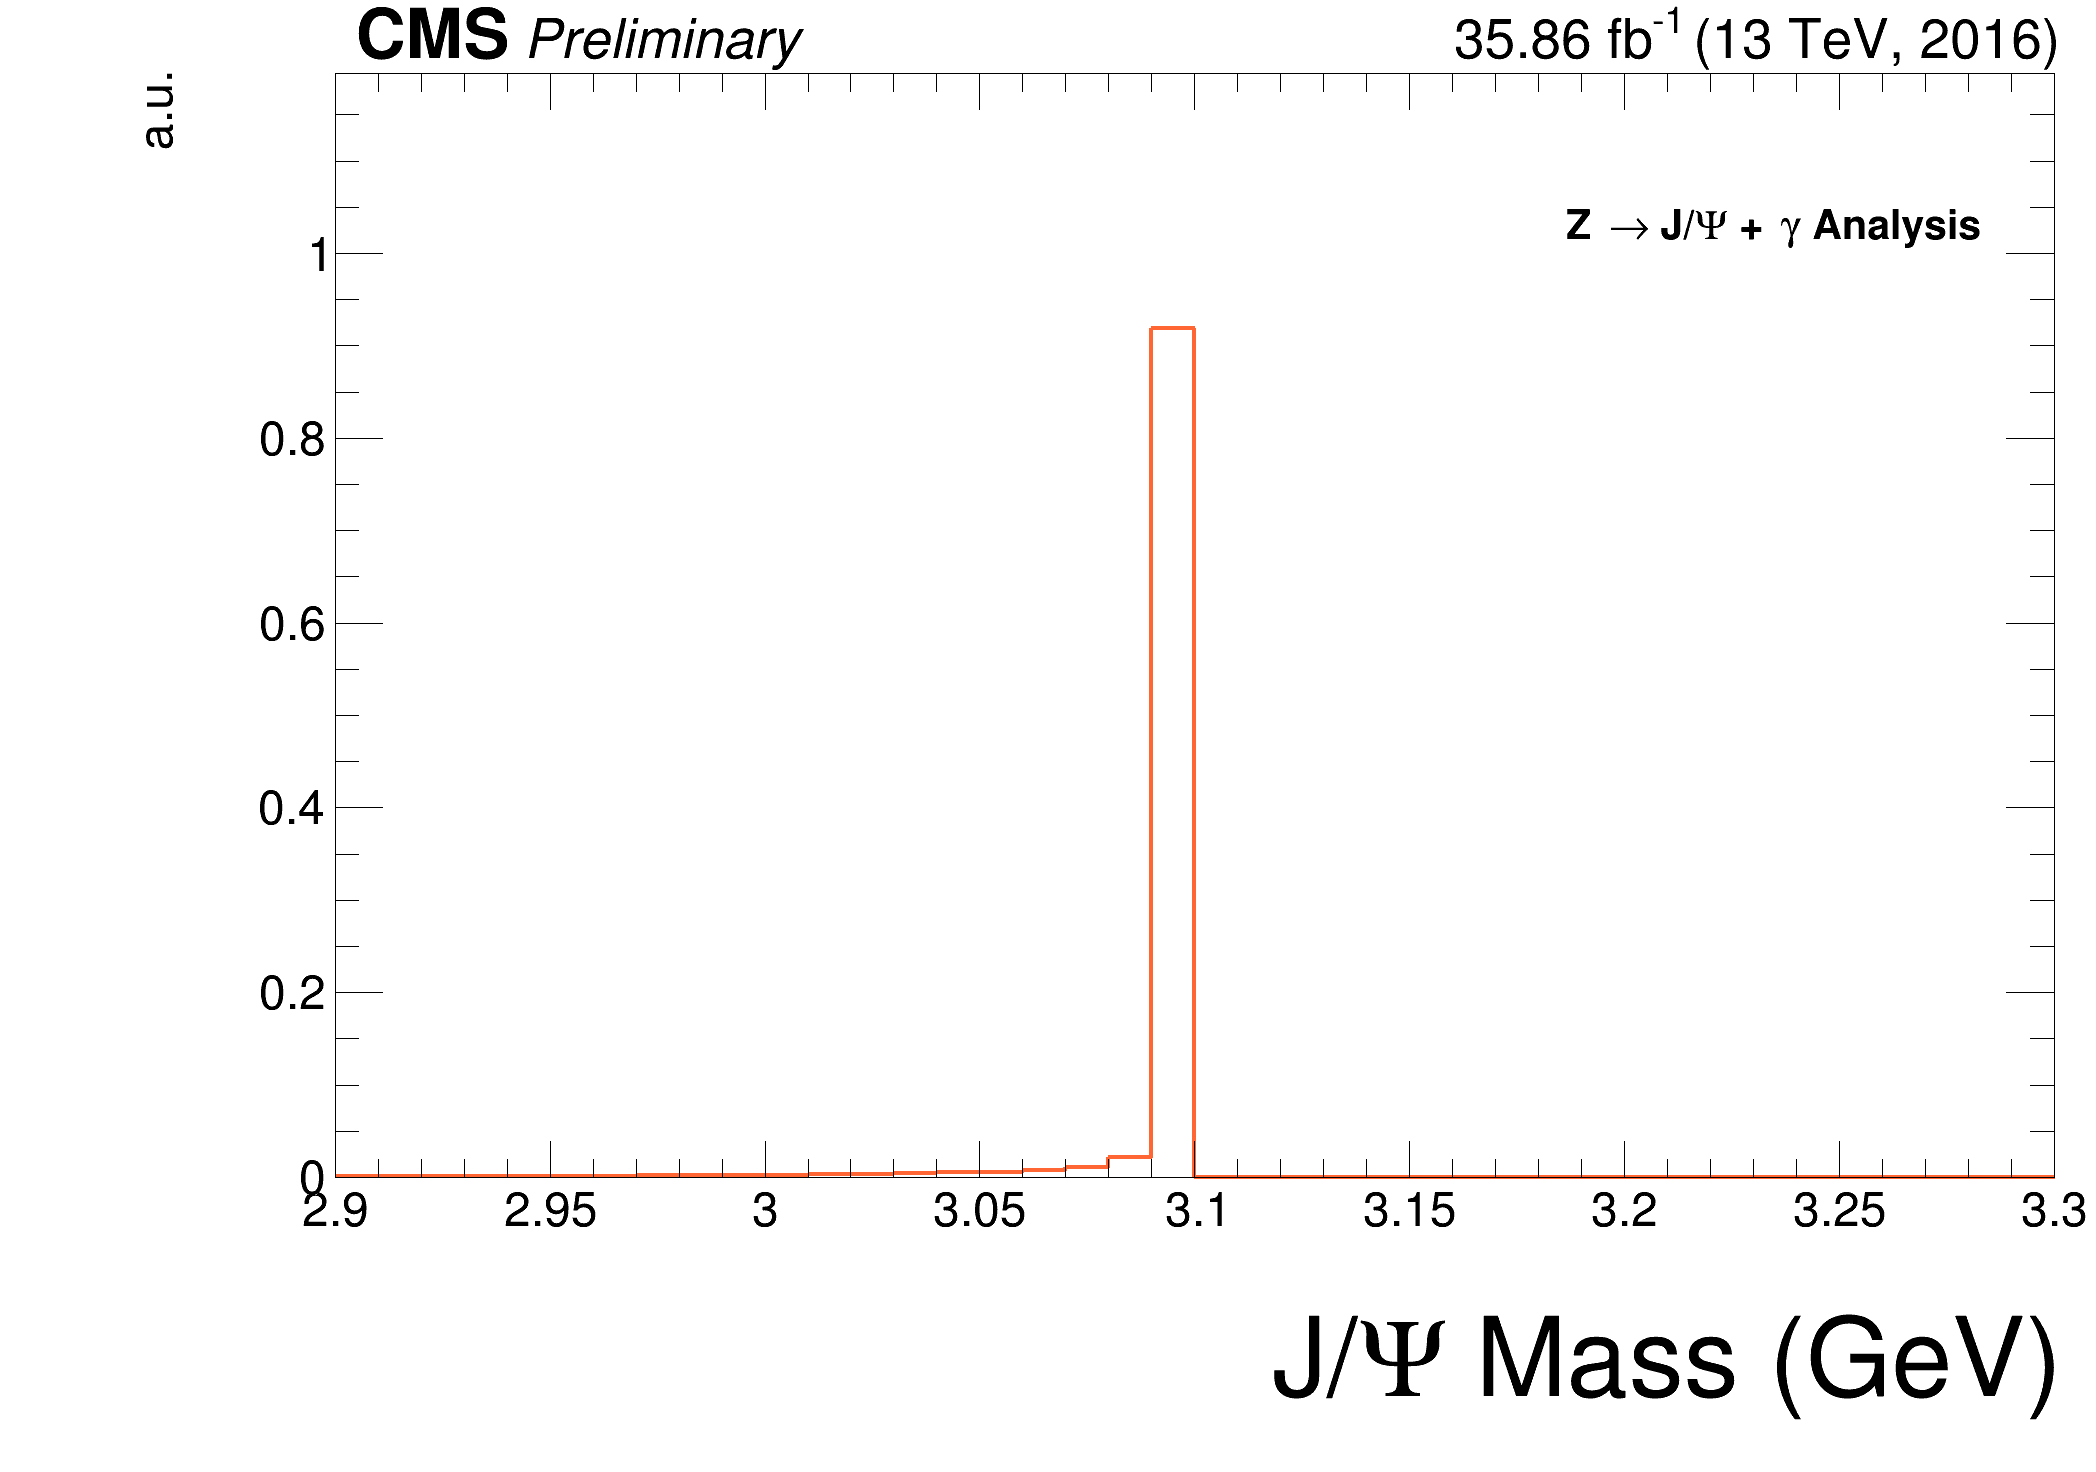 CMS Preliminary 35.86 fb⁻¹ (13 TeV, 2016)
a.u.
Z → J/Ψ + γ Analysis
1
0.8
0.6
0.4
0.2
0
2.9 2.95 3 3.05 3.1 3.15 3.2 3.25 3.3
J/Ψ Mass (GeV)